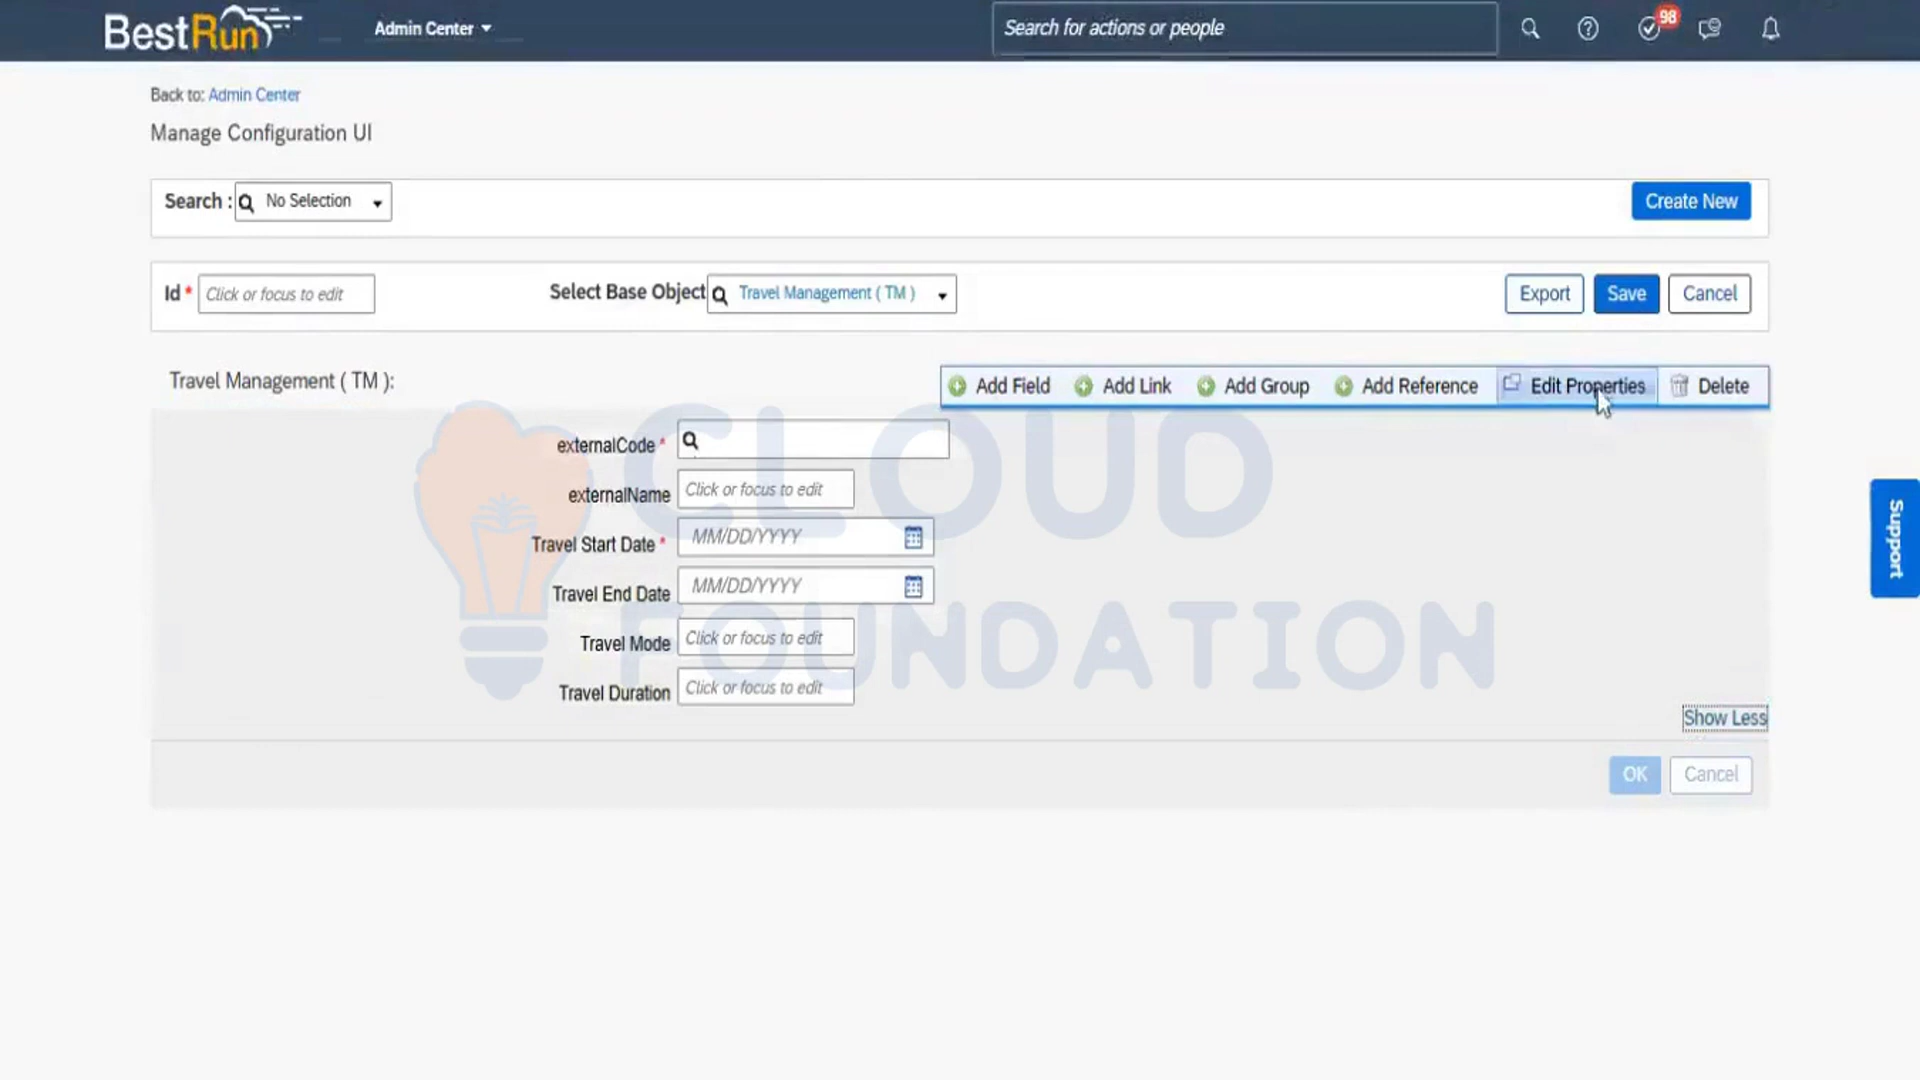 BestRun Admin Center Search for actions or people 98
Back to: Admin Center
Manage Configuration UI
Search : No Selection Create New
Id * Click or focus to edit Select Base Object Travel Management ( TM ) Export Save Cancel
Travel Management ( TM ): Add Field Add Link Add Group Add Reference Edit Properties Delete
externalCode *
externalName Click or focus to edit
Travel Start Date * MM/DD/YYYY
Travel End Date MM/DD/YYYY
Travel Mode Click or focus to edit
Travel Duration Click or focus to edit
Show Less
OK Cancel
Support
CLOUD
FOUNDATION